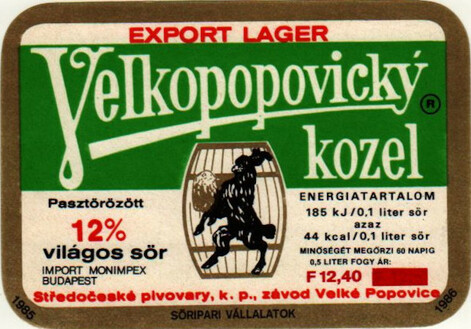 EXPORT LAGER
Velkopopovický ®
kozel
Pasztőrözött
12%
világos sör
IMPORT MONIMPEX
BUDAPEST
ENERGIATARTALOM
185 kJ/0,1 liter sör
azaz
44 kcal/0,1 liter sör
MINŐSÉGÉT MEGŐRZI 60 NAPIG
0,5 LITER FOGY ÁR:
F 12,40
Středočeské pivovary, k. p., závod Velké Popovice
1985
SÖRIPARI VÁLLALATOK
1986